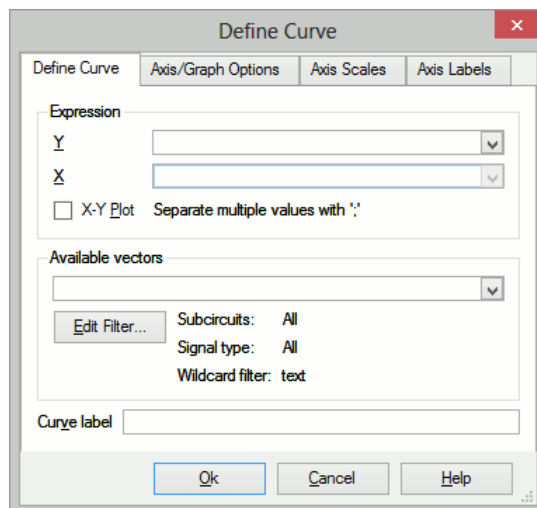 Define Curve
Define Curve Axis/Graph Options Axis Scales Axis Labels
Expression
Y
X
X-Y Plot Separate multiple values with ';'
Available vectors
Edit Filter... Subcircuits: All
Signal type: All
Wildcard filter: text
Curve label
Ok Cancel Help